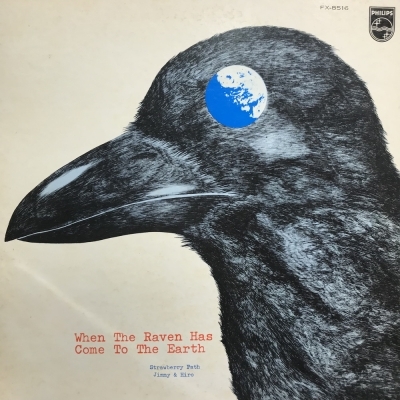 FX-8516
PHILIPS
When The Raven Has
Come To The Earth
Strawberry Path
Jimmy & Hiro